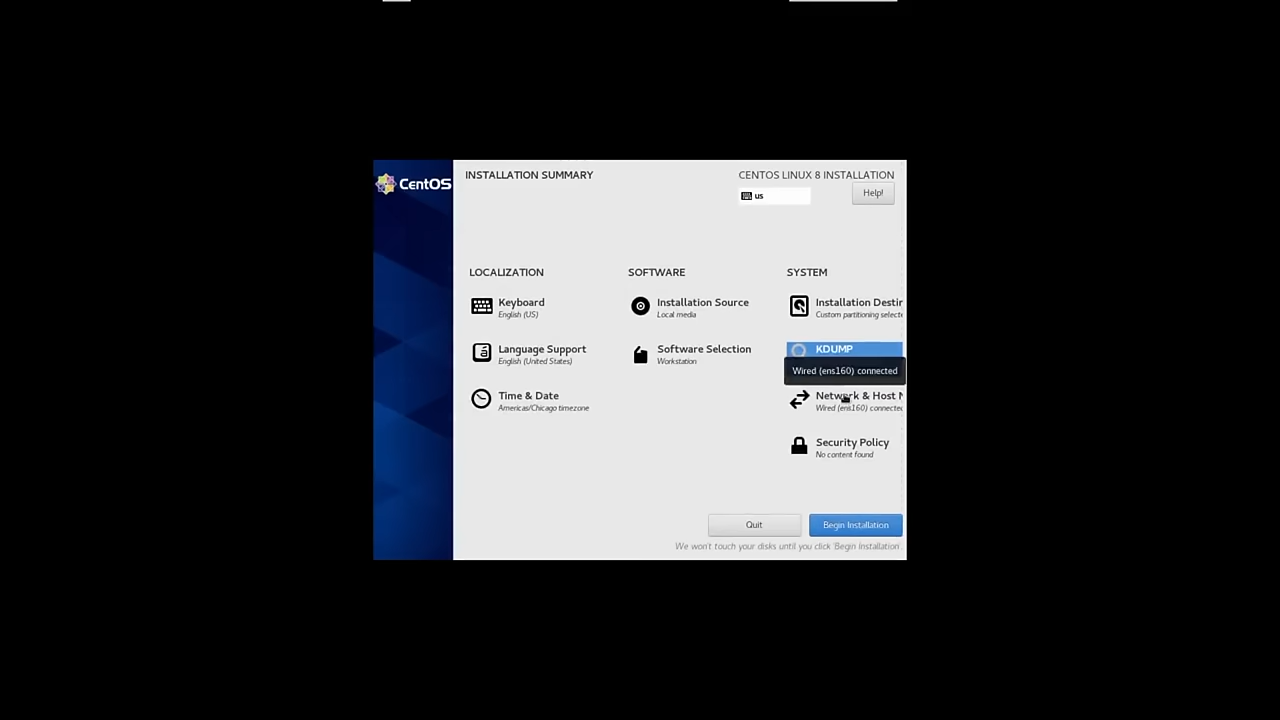 CentOS
INSTALLATION SUMMARY
CENTOS LINUX 8 INSTALLATION
us
Help!
LOCALIZATION
Keyboard
English (US)
Language Support
English (United States)
Time & Date
Americas/Chicago timezone
SOFTWARE
Installation Source
Local media
Software Selection
Workstation
SYSTEM
Installation Destin
Custom partitioning selecte
KDUMP
Wired (ens160) connected
Network & Host N
Wired (ens160) connected
Security Policy
No content found
Quit
Begin Installation
We won't touch your disks until you click 'Begin Installation'.